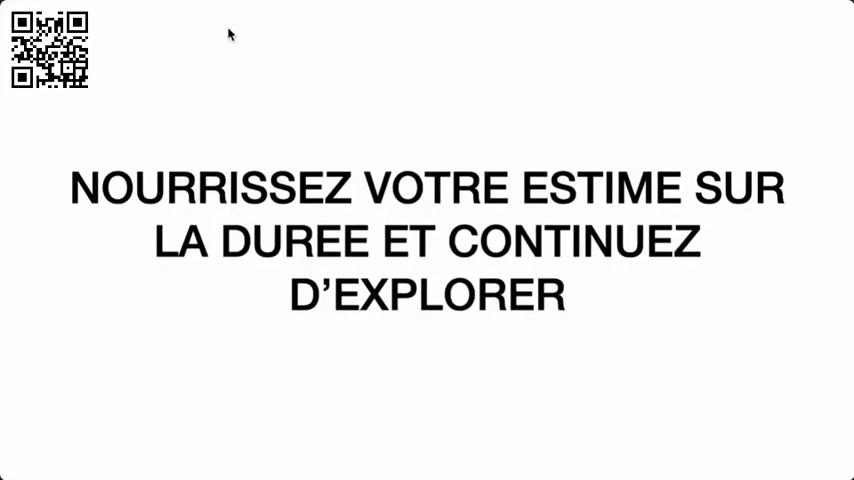 NOURRISSEZ VOTRE ESTIME SUR
LA DUREE ET CONTINUEZ
D’EXPLORER